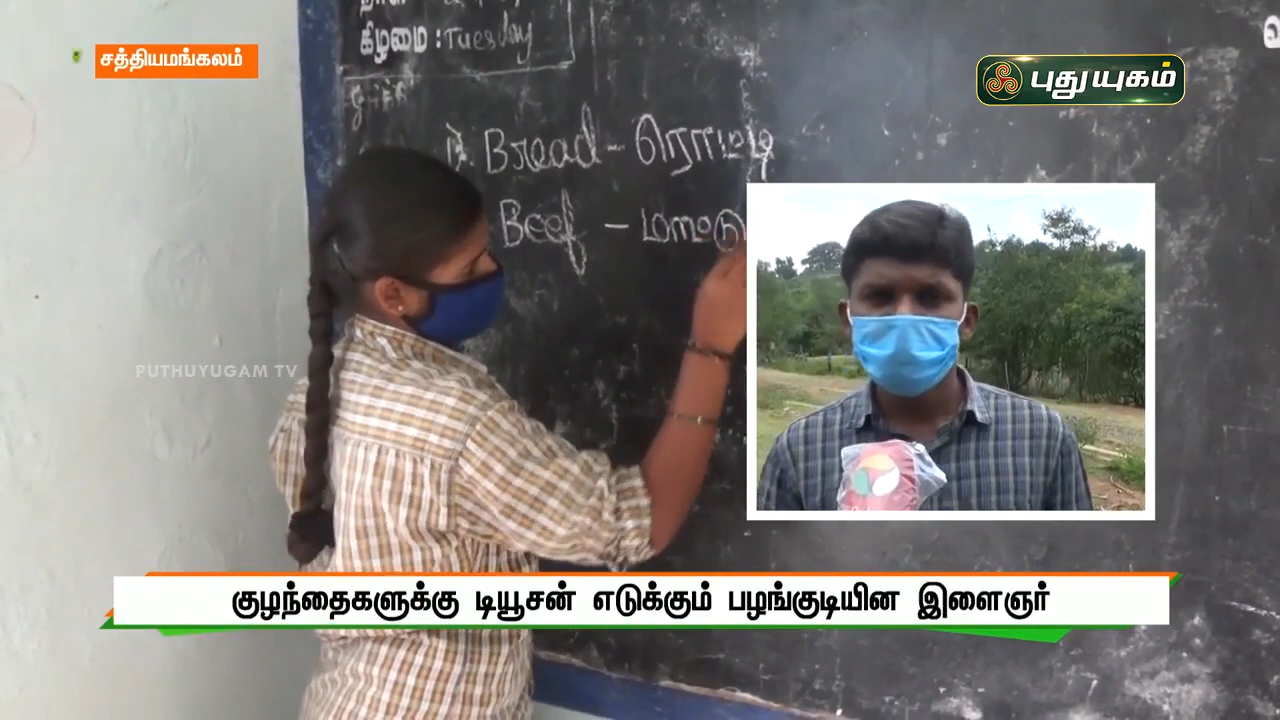 சத்தியமங்கலம்
புதுயுகம்
கிழமை : Tuesday
Bread - ரொட்டி
Beef - மாட்டு
PUTHUYUGAM TV
குழந்தைகளுக்கு டியூசன் எடுக்கும் பழங்குடியின இளைஞர்